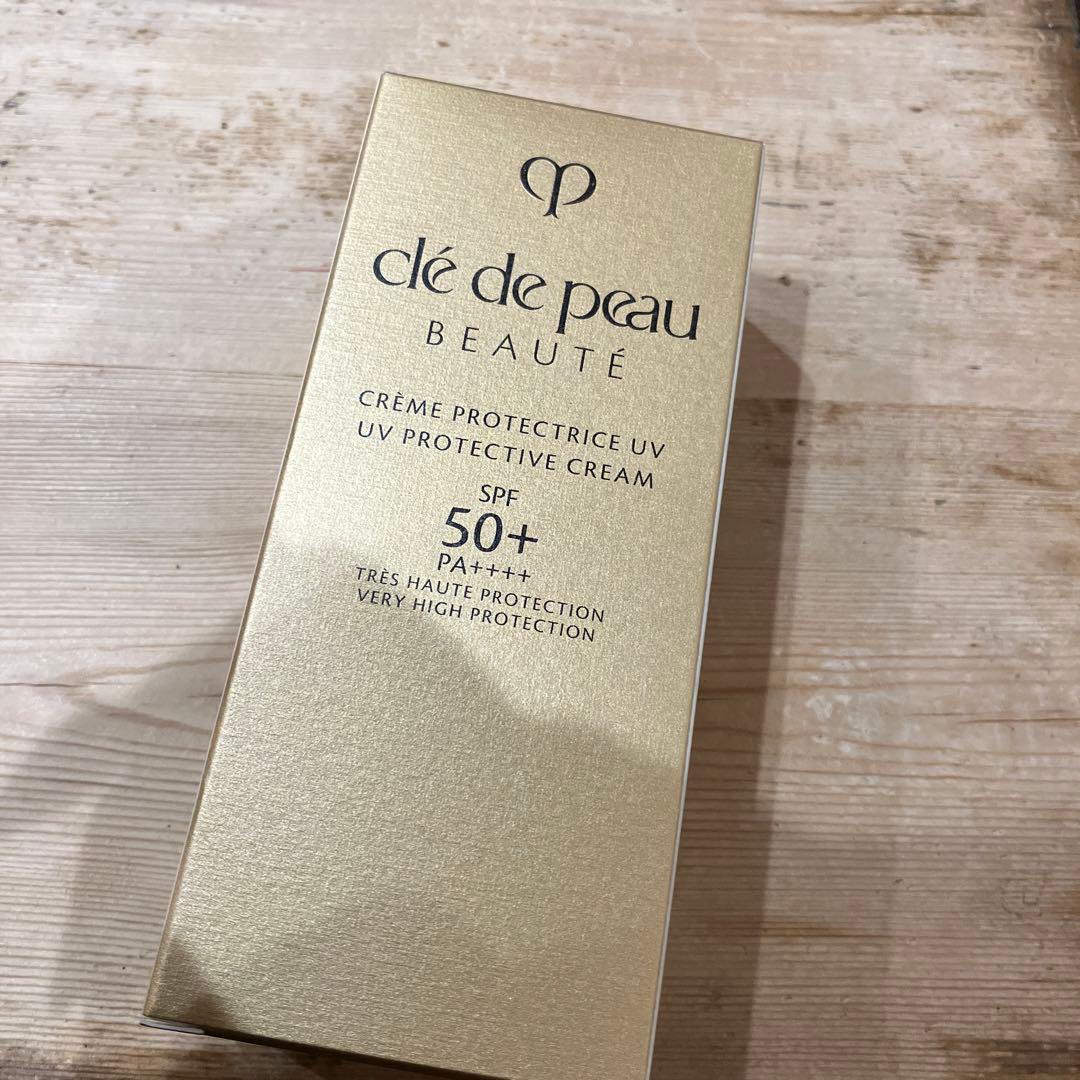 clé de peau
BEAUTÉ
CRÈME PROTECTRICE UV
UV PROTECTIVE CREAM
SPF
50+
PA++++
TRÈS HAUTE PROTECTION
VERY HIGH PROTECTION